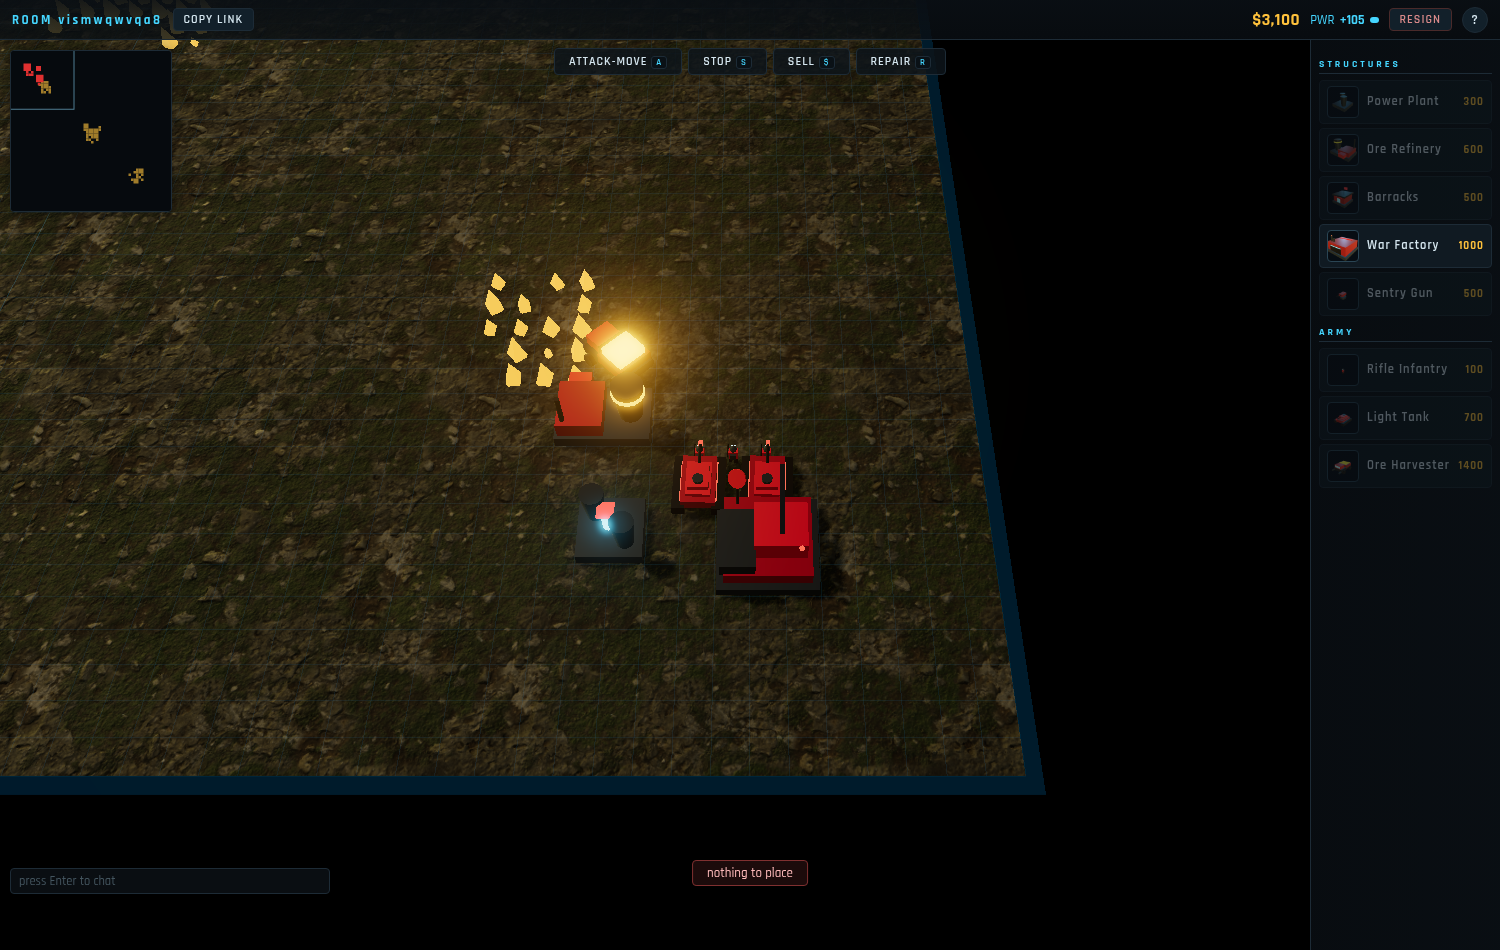 ROOM vismwqwvqa8
COPY LINK
$3,100
PWR +105
RESIGN
?
ATTACK-MOVE A
STOP S
SELL $
REPAIR R
STRUCTURES
Power Plant 300
Ore Refinery 600
Barracks 500
War Factory 1000
Sentry Gun 500
ARMY
Rifle Infantry 100
Light Tank 700
Ore Harvester 1400
nothing to place
press Enter to chat